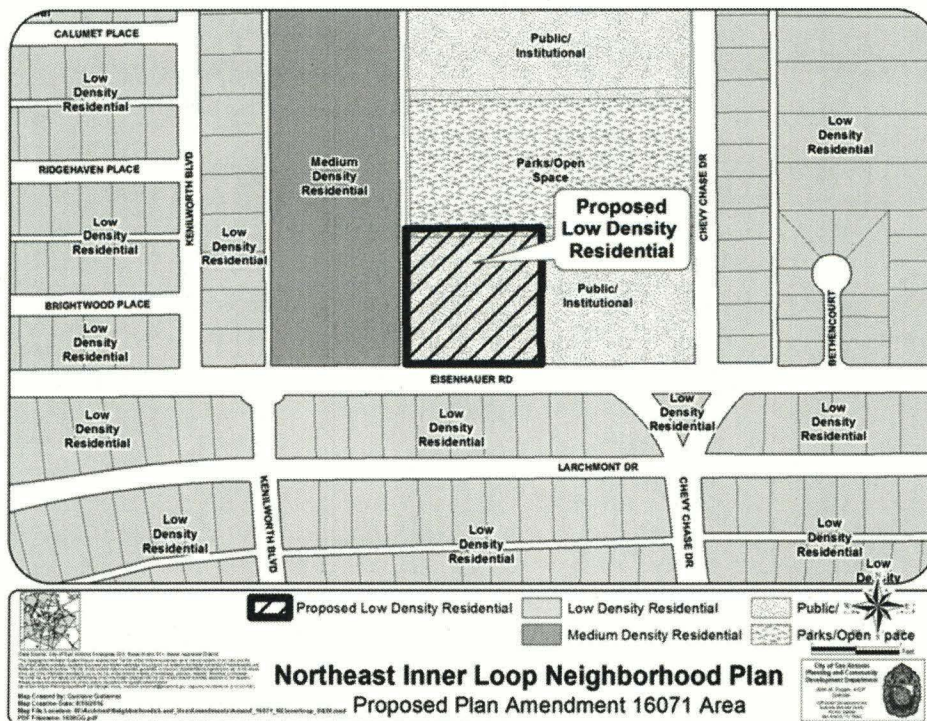 CALUMET PLACE
Low
Density
Residential
RIDGEHAVEN PLACE
Low
Density
Residential
BRIGHTWOOD PLACE
Low
Density
Residential
KENILWORTH BLVD
Low
Density
Residential
Medium
Density
Residential
Public/
Institutional
Parks/Open
Space
Proposed
Low Density
Residential
Public/
Institutional
CHEVY CHASE DR
Low
Density
Residential
BETHENCOURT
EISENHAUER RD
Low
Density
Residential
Low
Density
Residential
Low
Density
Residential
Low
Density
Residential
LARCHMONT DR
KENILWORTH BLVD
CHEVY CHASE DR
Low
Density
Residential
Low
Density
Residential
Low
Density
Residential
Low
Density
Proposed Low Density Residential
Low Density Residential
Public/
Medium Density Residential
Parks/Open
Feet
Northeast Inner Loop Neighborhood Plan
Proposed Plan Amendment 16071 Area
Map Created by: Gustavo Gutierrez
City of San Antonio
Planning and Community
Development Department